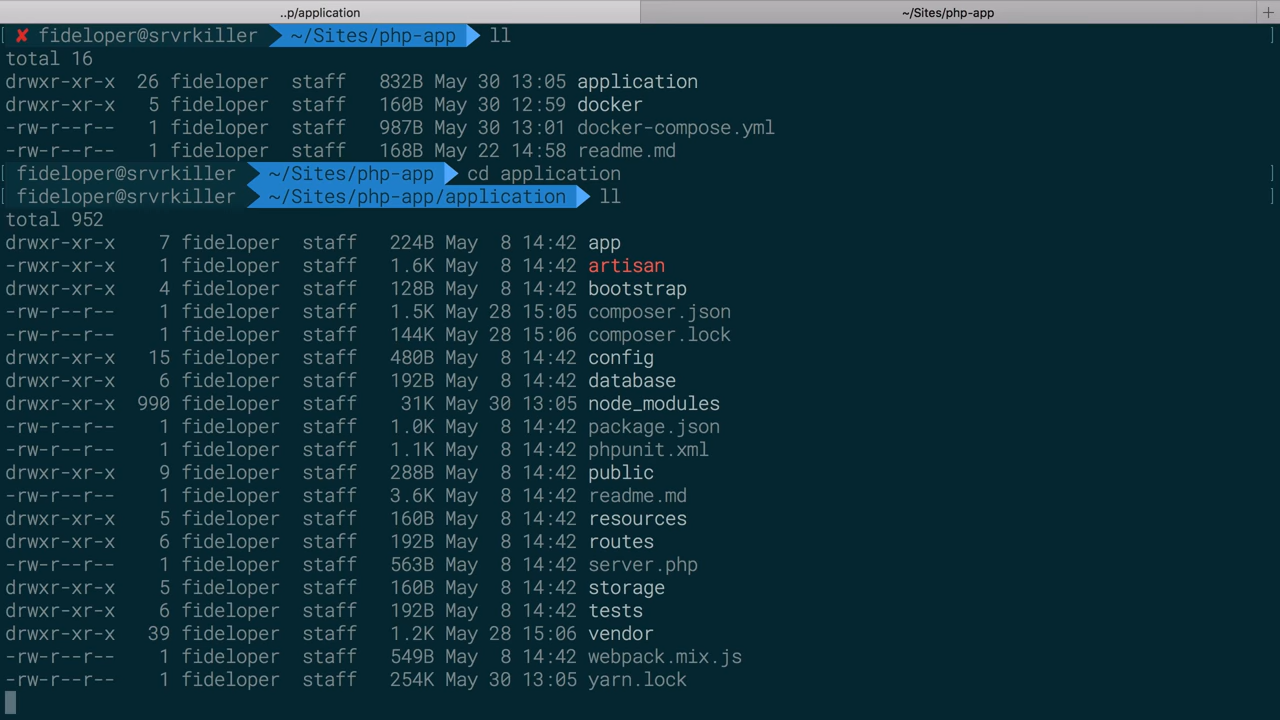 ..p/application ~/Sites/php-app +
[ ✘ fideloper@srvrkiller ~/Sites/php-app ll ]
total 16
drwxr-xr-x 26 fideloper staff 832B May 30 13:05 application
drwxr-xr-x 5 fideloper staff 160B May 30 12:59 docker
-rw-r--r-- 1 fideloper staff 987B May 30 13:01 docker-compose.yml
-rw-r--r-- 1 fideloper staff 168B May 22 14:58 readme.md
[ fideloper@srvrkiller ~/Sites/php-app cd application ]
[ fideloper@srvrkiller ~/Sites/php-app/application ll ]
total 952
drwxr-xr-x 7 fideloper staff 224B May 8 14:42 app
-rwxr-xr-x 1 fideloper staff 1.6K May 8 14:42 artisan
drwxr-xr-x 4 fideloper staff 128B May 8 14:42 bootstrap
-rw-r--r-- 1 fideloper staff 1.5K May 28 15:05 composer.json
-rw-r--r-- 1 fideloper staff 144K May 28 15:06 composer.lock
drwxr-xr-x 15 fideloper staff 480B May 8 14:42 config
drwxr-xr-x 6 fideloper staff 192B May 8 14:42 database
drwxr-xr-x 990 fideloper staff 31K May 30 13:05 node_modules
-rw-r--r-- 1 fideloper staff 1.0K May 8 14:42 package.json
-rw-r--r-- 1 fideloper staff 1.1K May 8 14:42 phpunit.xml
drwxr-xr-x 9 fideloper staff 288B May 8 14:42 public
-rw-r--r-- 1 fideloper staff 3.6K May 8 14:42 readme.md
drwxr-xr-x 5 fideloper staff 160B May 8 14:42 resources
drwxr-xr-x 6 fideloper staff 192B May 8 14:42 routes
-rw-r--r-- 1 fideloper staff 563B May 8 14:42 server.php
drwxr-xr-x 5 fideloper staff 160B May 8 14:42 storage
drwxr-xr-x 6 fideloper staff 192B May 8 14:42 tests
drwxr-xr-x 39 fideloper staff 1.2K May 28 15:06 vendor
-rw-r--r-- 1 fideloper staff 549B May 8 14:42 webpack.mix.js
-rw-r--r-- 1 fideloper staff 254K May 30 13:05 yarn.lock